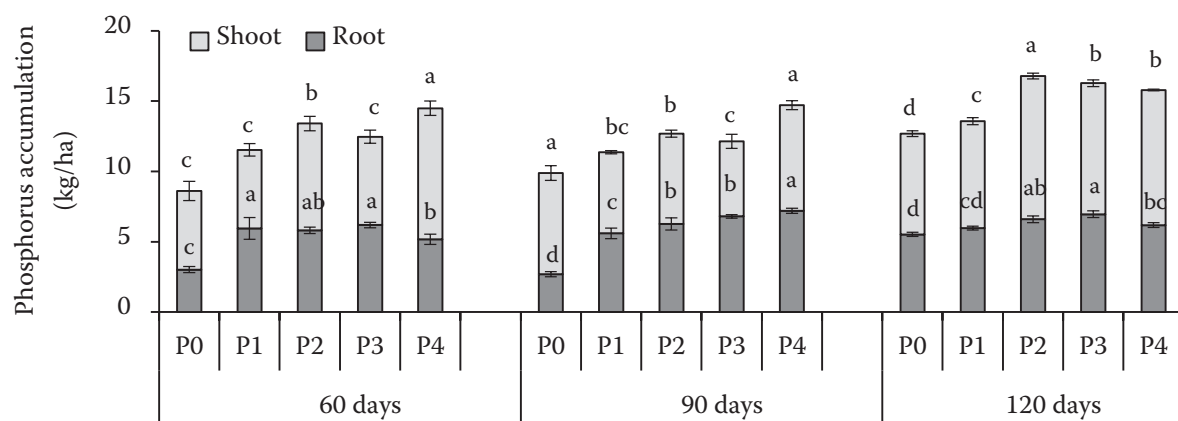 Phosphorus accumulation
(kg/ha)
20
15
10
5
0
Shoot Root
c c b c a
c a ab a b
a bc b b a
d c b b a
d c a b b
d cd ab a bc
P0 P1 P2 P3 P4 P0 P1 P2 P3 P4 P0 P1 P2 P3 P4
60 days 90 days 120 days